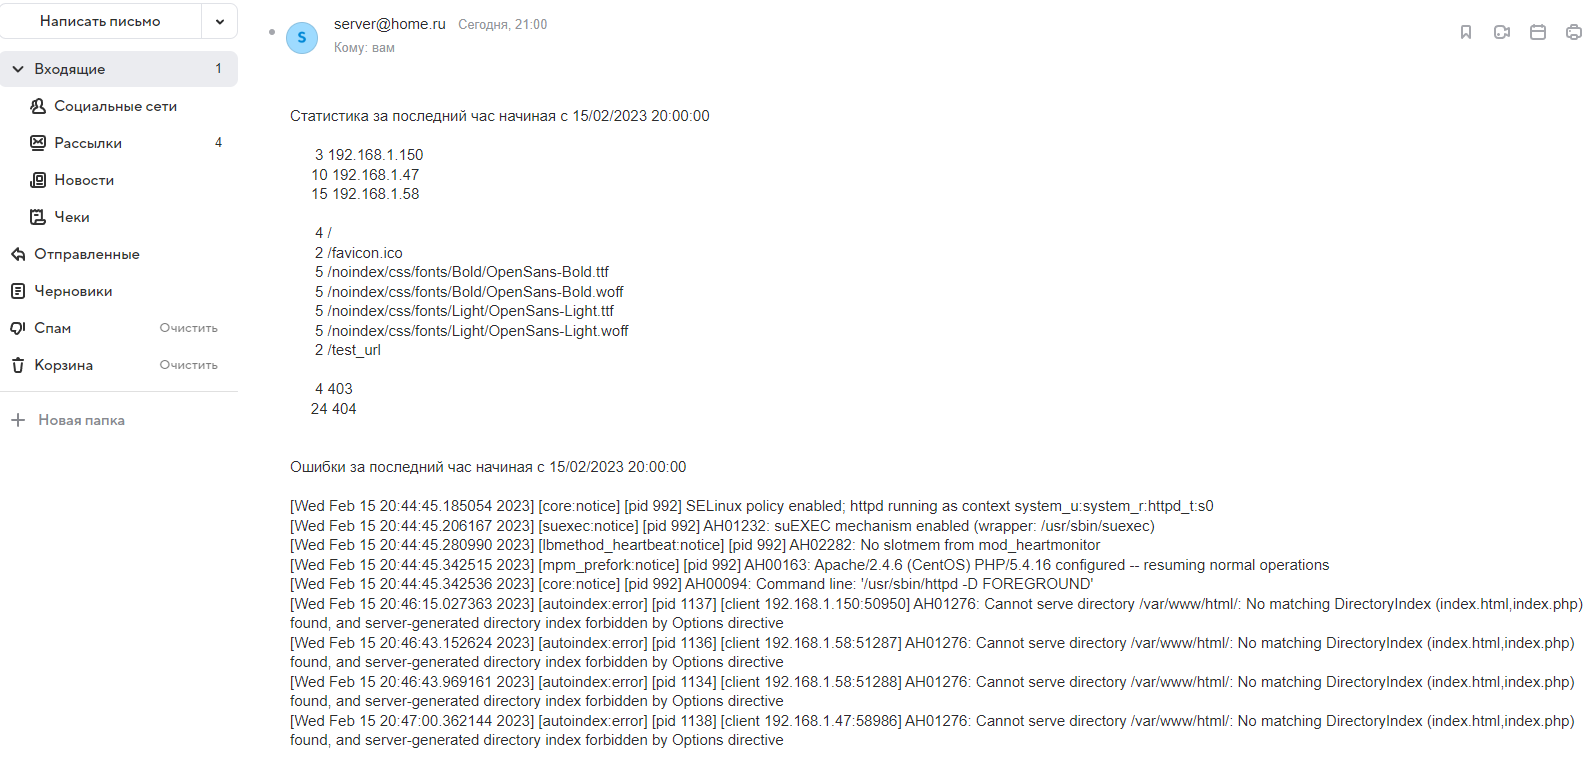 Написать письмо
Входящие 1
Социальные сети
Рассылки 4
Новости
Чеки
Отправленные
Черновики
Спам Очистить
Корзина Очистить
Новая папка
S
server@home.ru Сегодня, 21:00
Кому: вам
Статистика за последний час начиная с 15/02/2023 20:00:00
3 192.168.1.150
10 192.168.1.47
15 192.168.1.58
4 /
2 /favicon.ico
5 /noindex/css/fonts/Bold/OpenSans-Bold.ttf
5 /noindex/css/fonts/Bold/OpenSans-Bold.woff
5 /noindex/css/fonts/Light/OpenSans-Light.ttf
5 /noindex/css/fonts/Light/OpenSans-Light.woff
2 /test_url
4 403
24 404
Ошибки за последний час начиная с 15/02/2023 20:00:00
[Wed Feb 15 20:44:45.185054 2023] [core:notice] [pid 992] SELinux policy enabled; httpd running as context system_u:system_r:httpd_t:s0
[Wed Feb 15 20:44:45.206167 2023] [suexec:notice] [pid 992] AH01232: suEXEC mechanism enabled (wrapper: /usr/sbin/suexec)
[Wed Feb 15 20:44:45.280990 2023] [lbmethod_heartbeat:notice] [pid 992] AH02282: No slotmem from mod_heartmonitor
[Wed Feb 15 20:44:45.342515 2023] [mpm_prefork:notice] [pid 992] AH00163: Apache/2.4.6 (CentOS) PHP/5.4.16 configured -- resuming normal operations
[Wed Feb 15 20:44:45.342536 2023] [core:notice] [pid 992] AH00094: Command line: '/usr/sbin/httpd -D FOREGROUND'
[Wed Feb 15 20:46:15.027363 2023] [autoindex:error] [pid 1137] [client 192.168.1.150:50950] AH01276: Cannot serve directory /var/www/html/: No matching DirectoryIndex (index.html,index.php)
found, and server-generated directory index forbidden by Options directive
[Wed Feb 15 20:46:43.152624 2023] [autoindex:error] [pid 1136] [client 192.168.1.58:51287] AH01276: Cannot serve directory /var/www/html/: No matching DirectoryIndex (index.html,index.php)
found, and server-generated directory index forbidden by Options directive
[Wed Feb 15 20:46:43.969161 2023] [autoindex:error] [pid 1134] [client 192.168.1.58:51288] AH01276: Cannot serve directory /var/www/html/: No matching DirectoryIndex (index.html,index.php)
found, and server-generated directory index forbidden by Options directive
[Wed Feb 15 20:47:00.362144 2023] [autoindex:error] [pid 1138] [client 192.168.1.47:58986] AH01276: Cannot serve directory /var/www/html/: No matching DirectoryIndex (index.html,index.php)
found, and server-generated directory index forbidden by Options directive